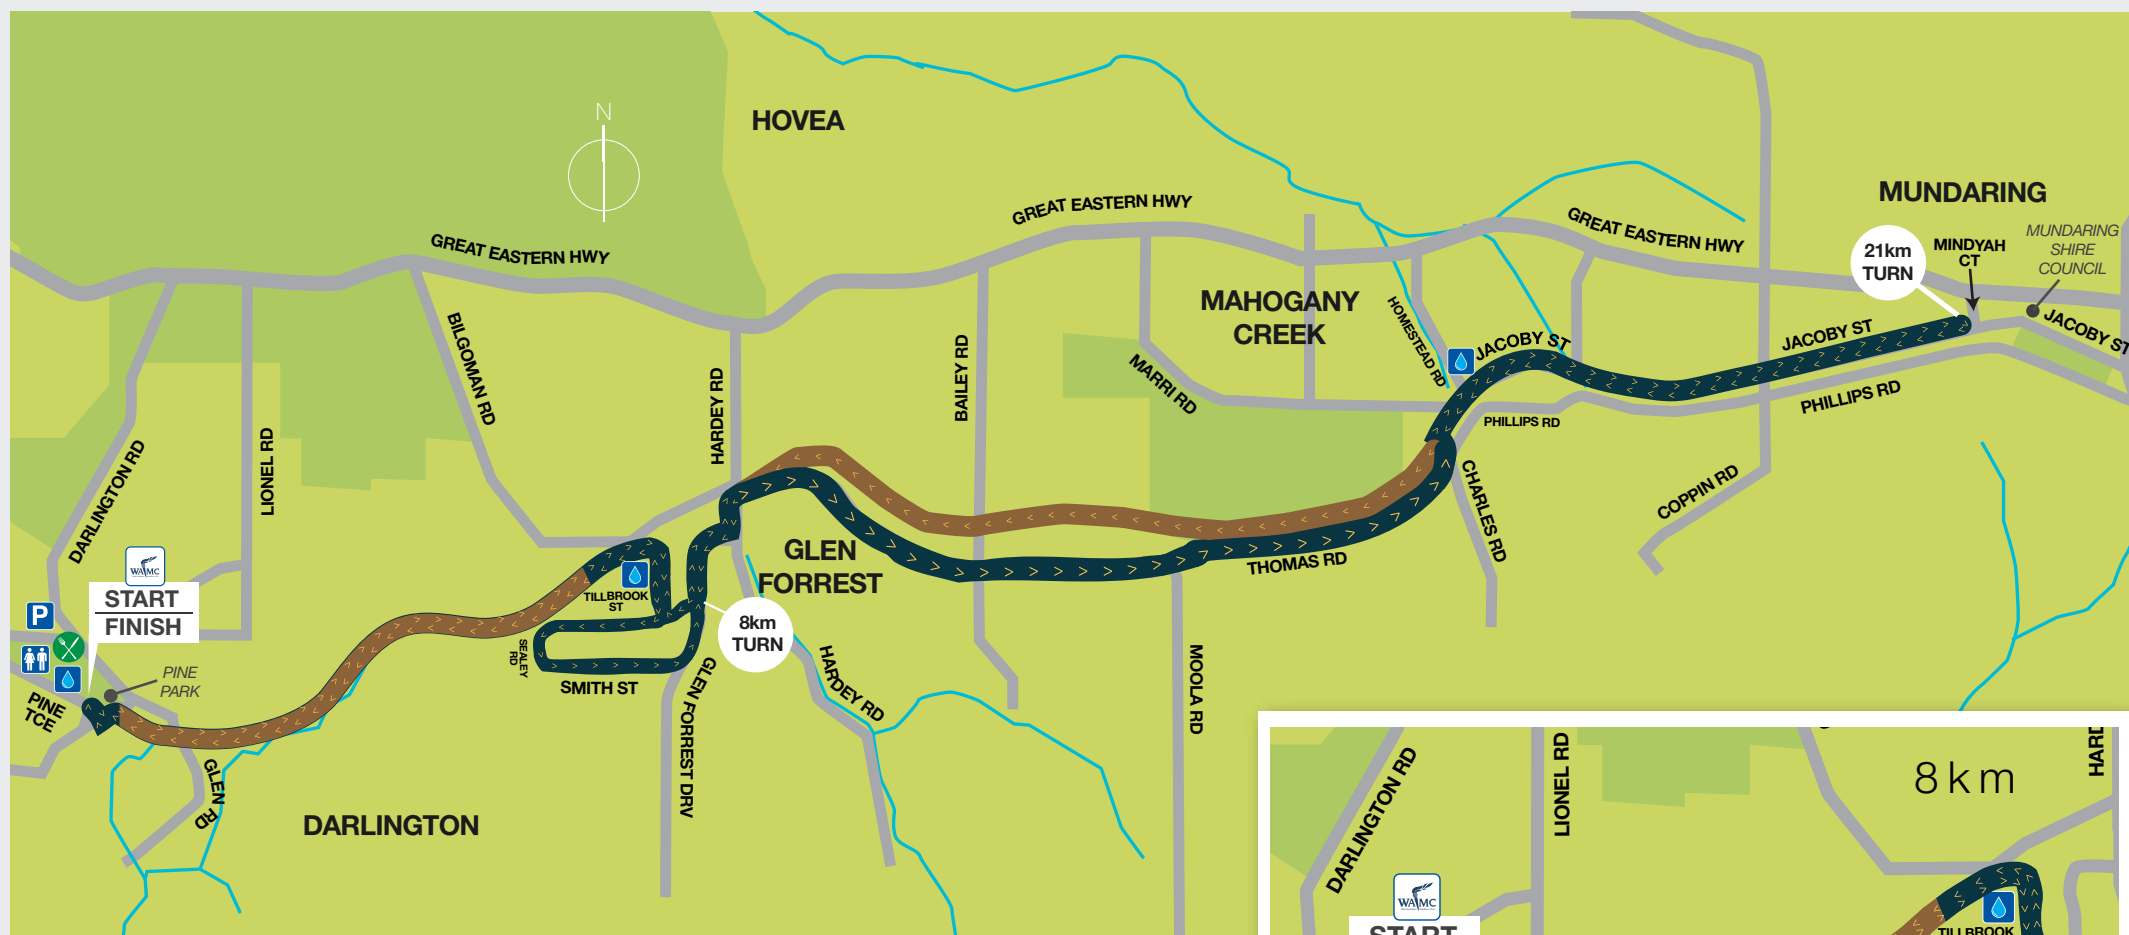 N
HOVEA
GREAT EASTERN HWY
GREAT EASTERN HWY
GREAT EASTERN HWY
MUNDARING
MUNDARING
SHIRE
COUNCIL
MINDYAH
CT
21km
TURN
MAHOGANY
CREEK
HOMESTEAD RD
JACOBY ST
JACOBY ST
JACOBY ST
BILGOMAN RD
HARDEY RD
BAILEY RD
MARRI RD
PHILLIPS RD
PHILLIPS RD
LIONEL RD
DARLINGTON RD
CHARLES RD
COPPIN RD
WAMC
START
FINISH
P
GLEN
FORREST
THOMAS RD
TILLBROOK
ST
8km
TURN
SEALEY
RD
SMITH ST
PINE
PARK
PINE
TCE
GLEN FORREST DRV
HARDEY RD
MOOLA RD
GLEN RD
DARLINGTON
8km
DARLINGTON RD
LIONEL RD
HARD
WAMC
START
TILLBROOK